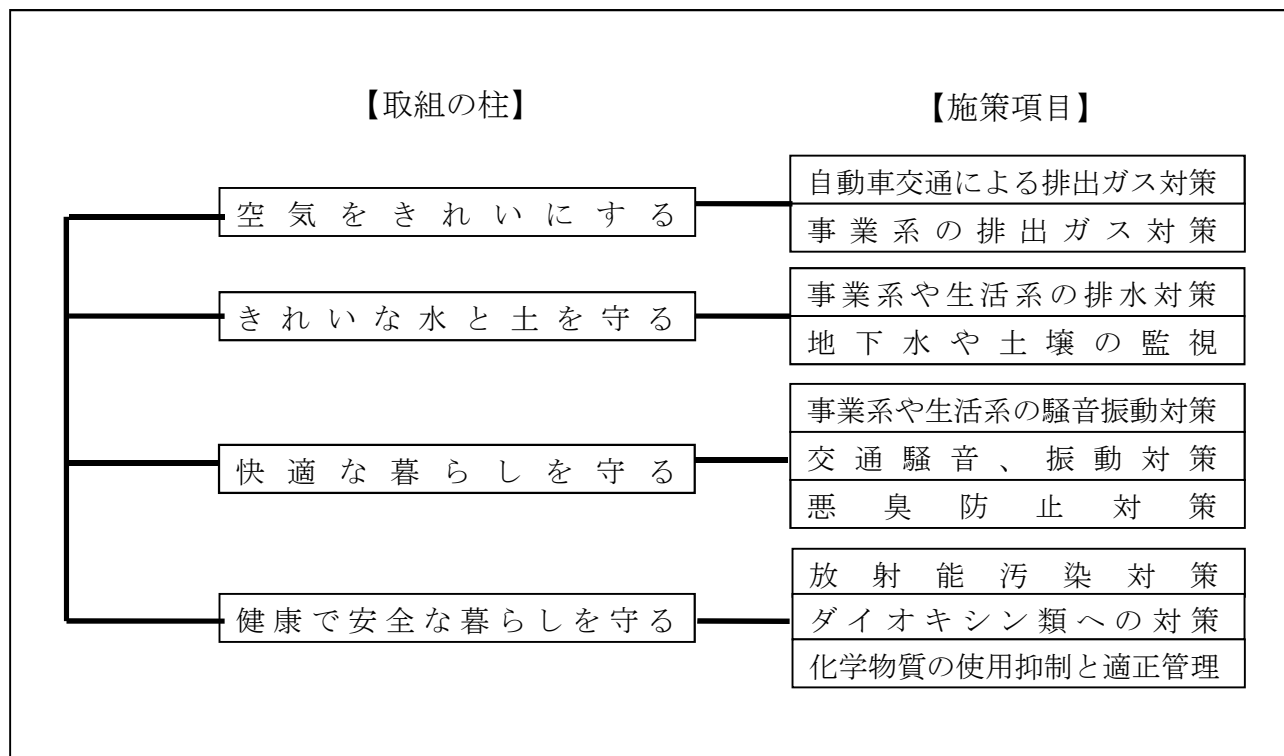 【取組の柱】
【施策項目】
空気をきれいにする
自動車交通による排出ガス対策
事業系の排出ガス対策
きれいな水と土を守る
事業系や生活系の排水対策
地下水や土壌の監視
快適な暮らしを守る
事業系や生活系の騒音振動対策
交通騒音、振動対策
悪臭防止対策
健康で安全な暮らしを守る
放射能汚染対策
ダイオキシン類への対策
化学物質の使用抑制と適正管理